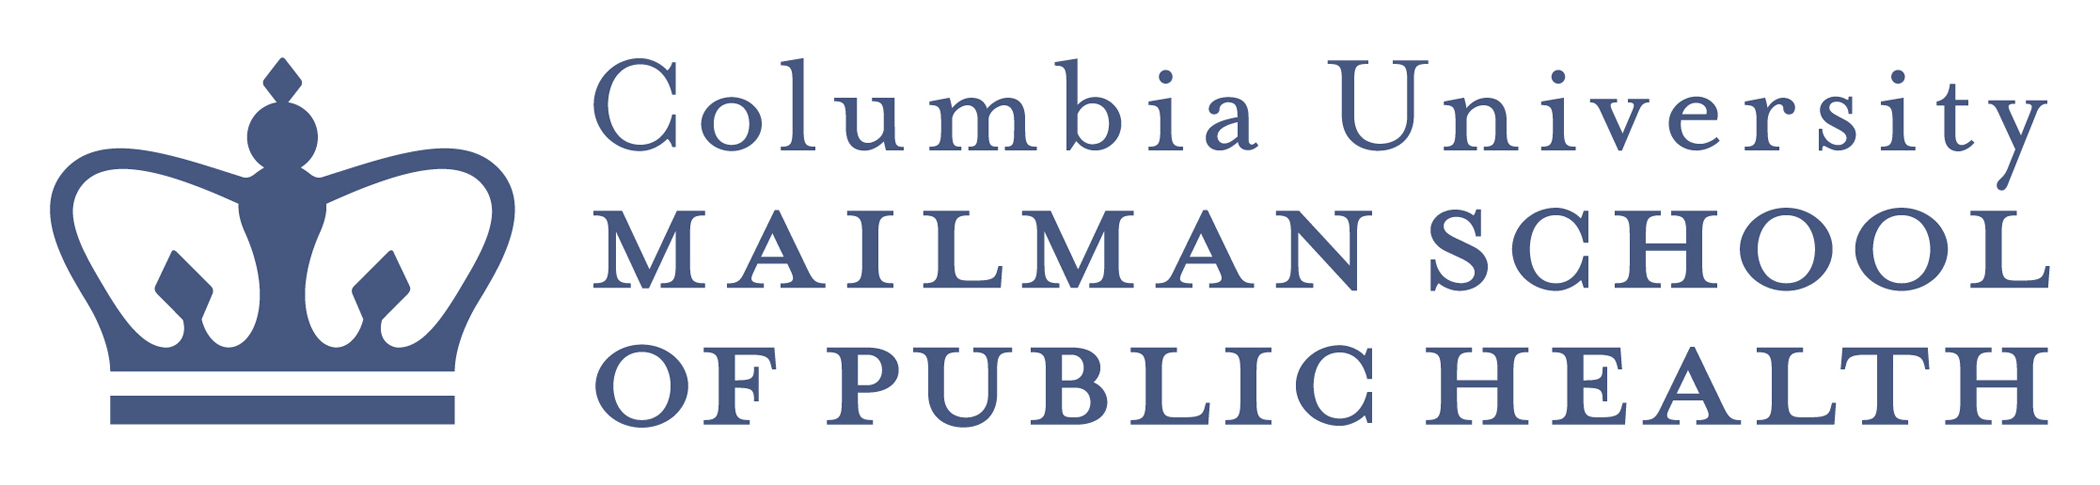 Columbia University
MAILMAN SCHOOL
OF PUBLIC HEALTH